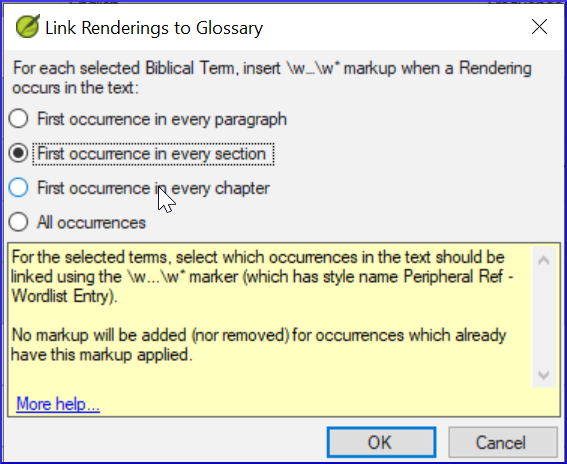 Link Renderings to Glossary
For each selected Biblical Term, insert \w...\w* markup when a Rendering
occurs in the text:
First occurrence in every paragraph
First occurrence in every section
First occurrence in every chapter
All occurrences
For the selected terms, select which occurrences in the text should be
linked using the \w...\w* marker (which has style name Peripheral Ref -
Wordlist Entry).
No markup will be added (nor removed) for occurrences which already
have this markup applied.
More help...
OK Cancel